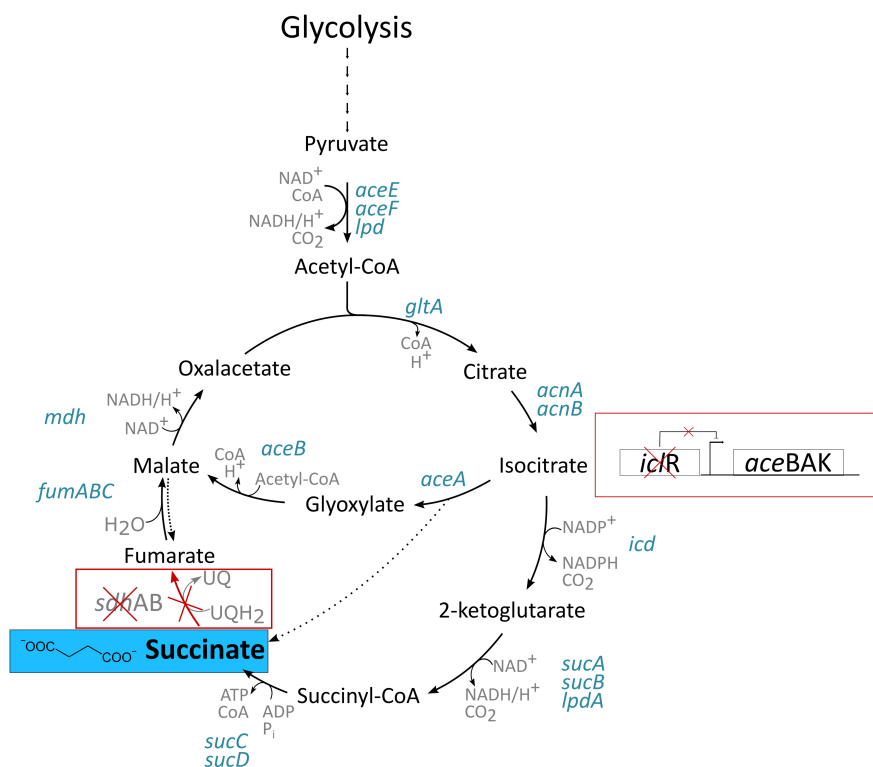 Glycolysis
Pyruvate
NAD+
CoA
NADH/H+
CO2
aceE
aceF
lpd
Acetyl-CoA
gltA
CoA
H+
Oxalacetate
Citrate
acnA
acnB
NADH/H+
NAD+
mdh
Malate
CoA
H+
aceB
Acetyl-CoA
Glyoxylate
aceA
Isocitrate
iclR
aceBAK
fumABC
H2O
Fumarate
NADP+
NADPH
CO2
icd
sdhAB
UQ
UQH2
2-ketoglutarate
-OOC
COO-
Succinate
NAD+
NADH/H+
CO2
sucA
sucB
lpdA
Succinyl-CoA
ATP
CoA
ADP
Pi
sucC
sucD